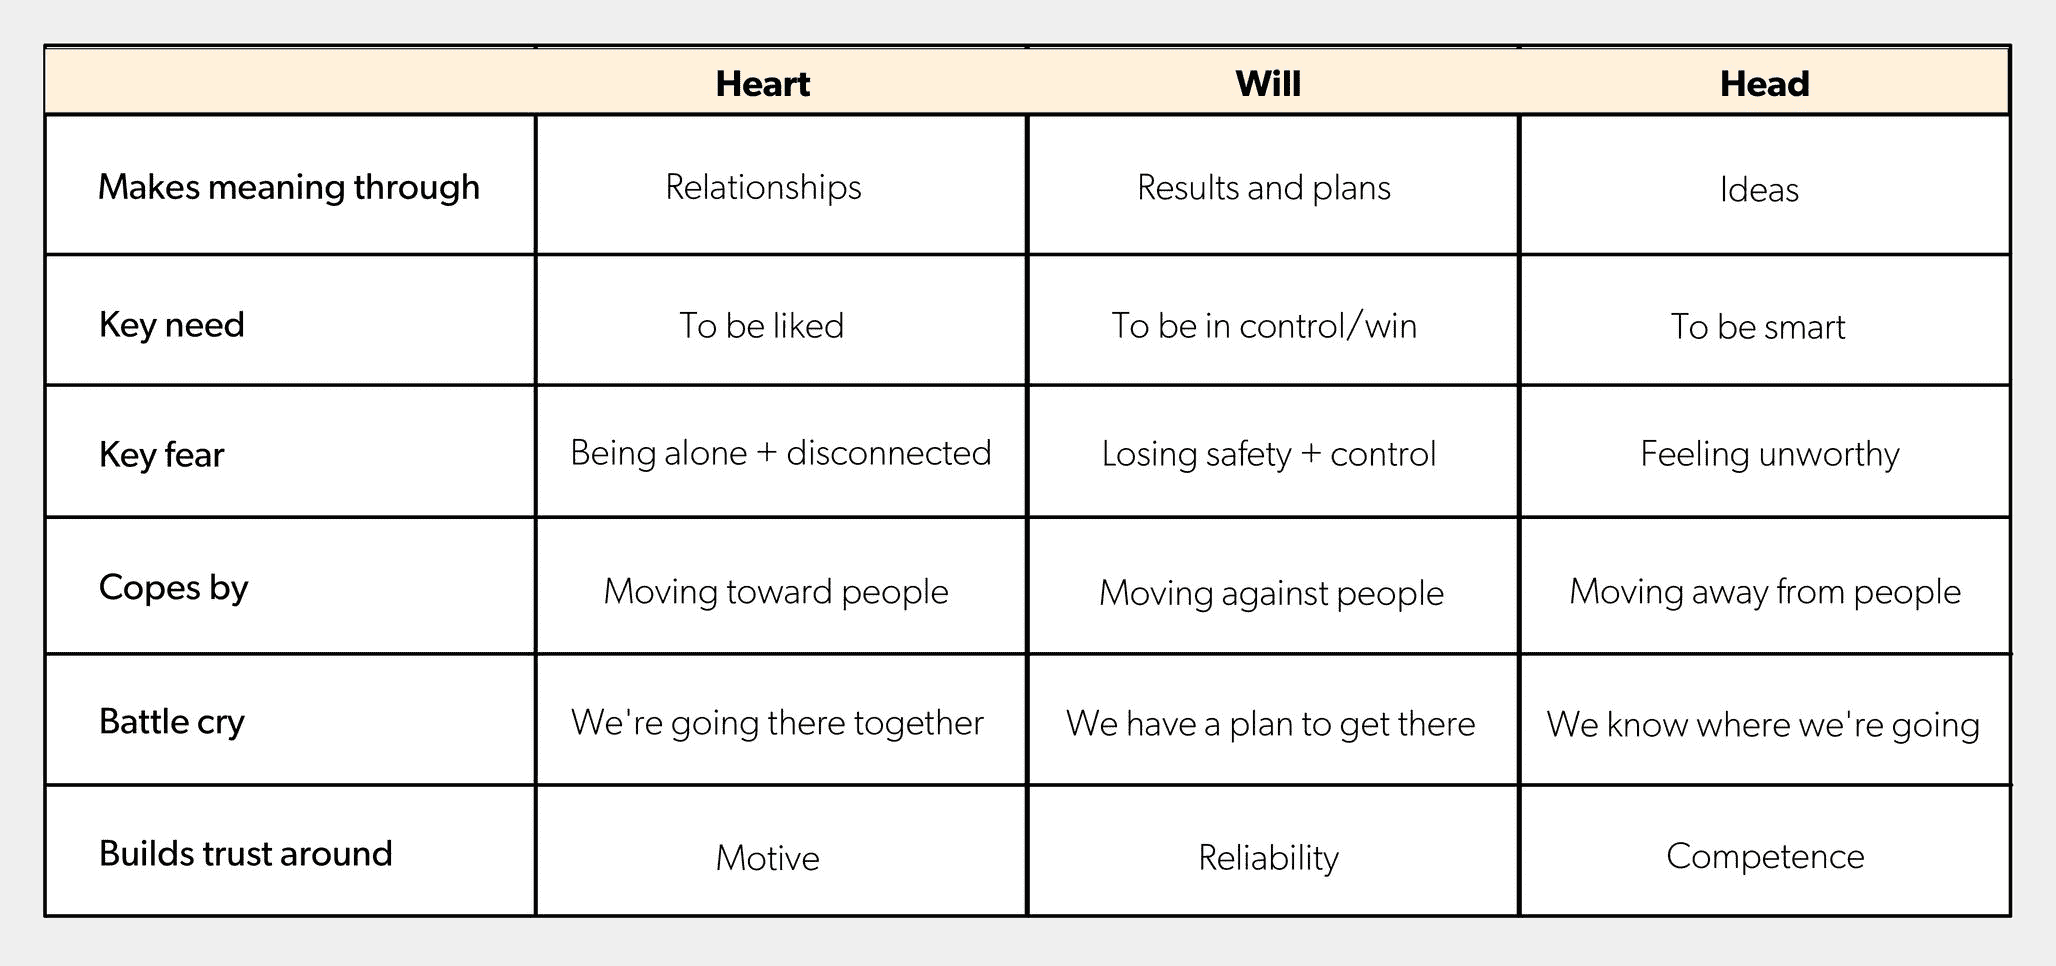 Heart Will Head
Makes meaning through Relationships Results and plans Ideas
Key need To be liked To be in control/win To be smart
Key fear Being alone + disconnected Losing safety + control Feeling unworthy
Copes by Moving toward people Moving against people Moving away from people
Battle cry We're going there together We have a plan to get there We know where we're going
Builds trust around Motive Reliability Competence